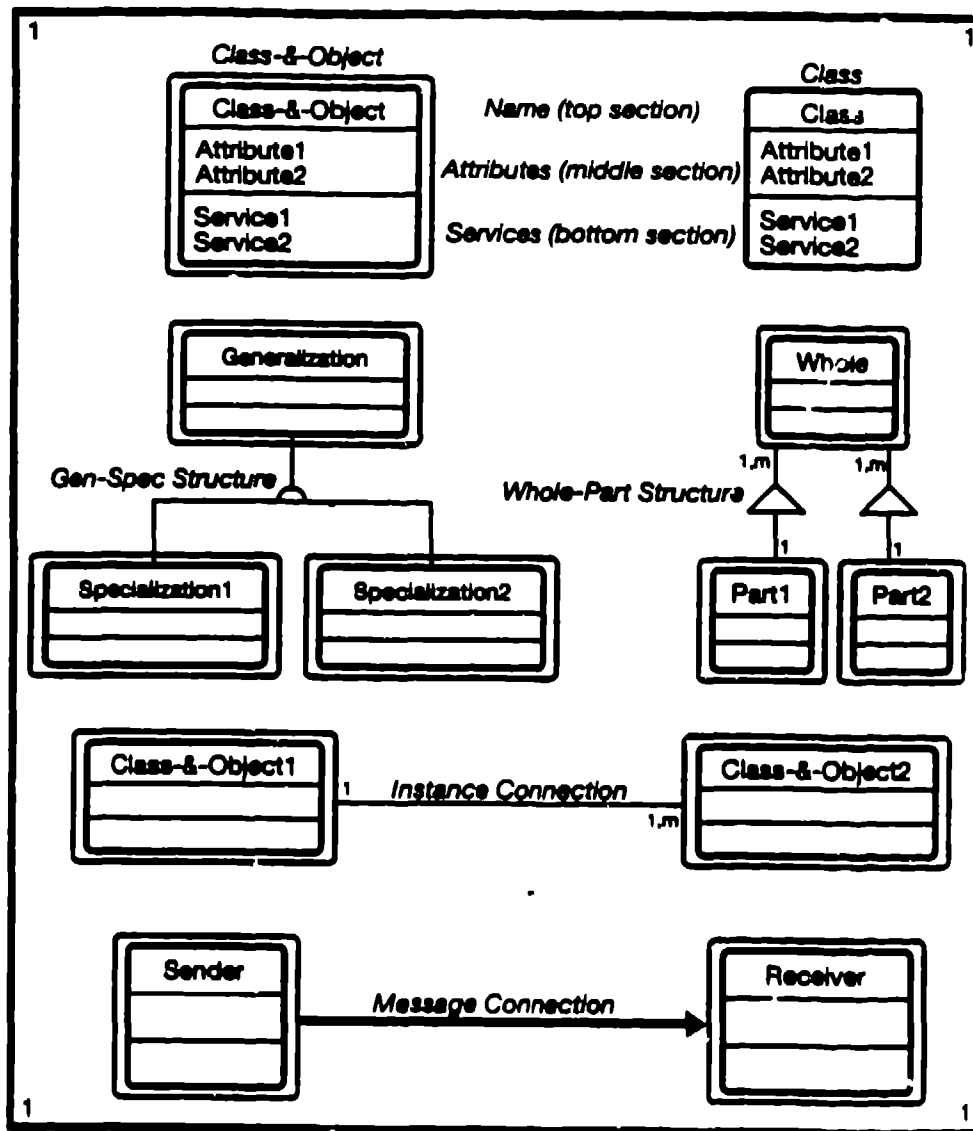 1 1
Class-&-Object
Class
Class-&-Object
Name (top section)
Class
Attribute1
Attribute2
Attributes (middle section)
Attribute1
Attribute2
Service1
Service2
Services (bottom section)
Service1
Service2
Generalization
Whole
Gen-Spec Structure
1,m
1,m
Whole-Part Structure
1
1
Specialization1
Specialization2
Part1
Part2
Class-&-Object1
1
Instance Connection
1,m
Class-&-Object2
Sender
Message Connection
Receiver
1 1